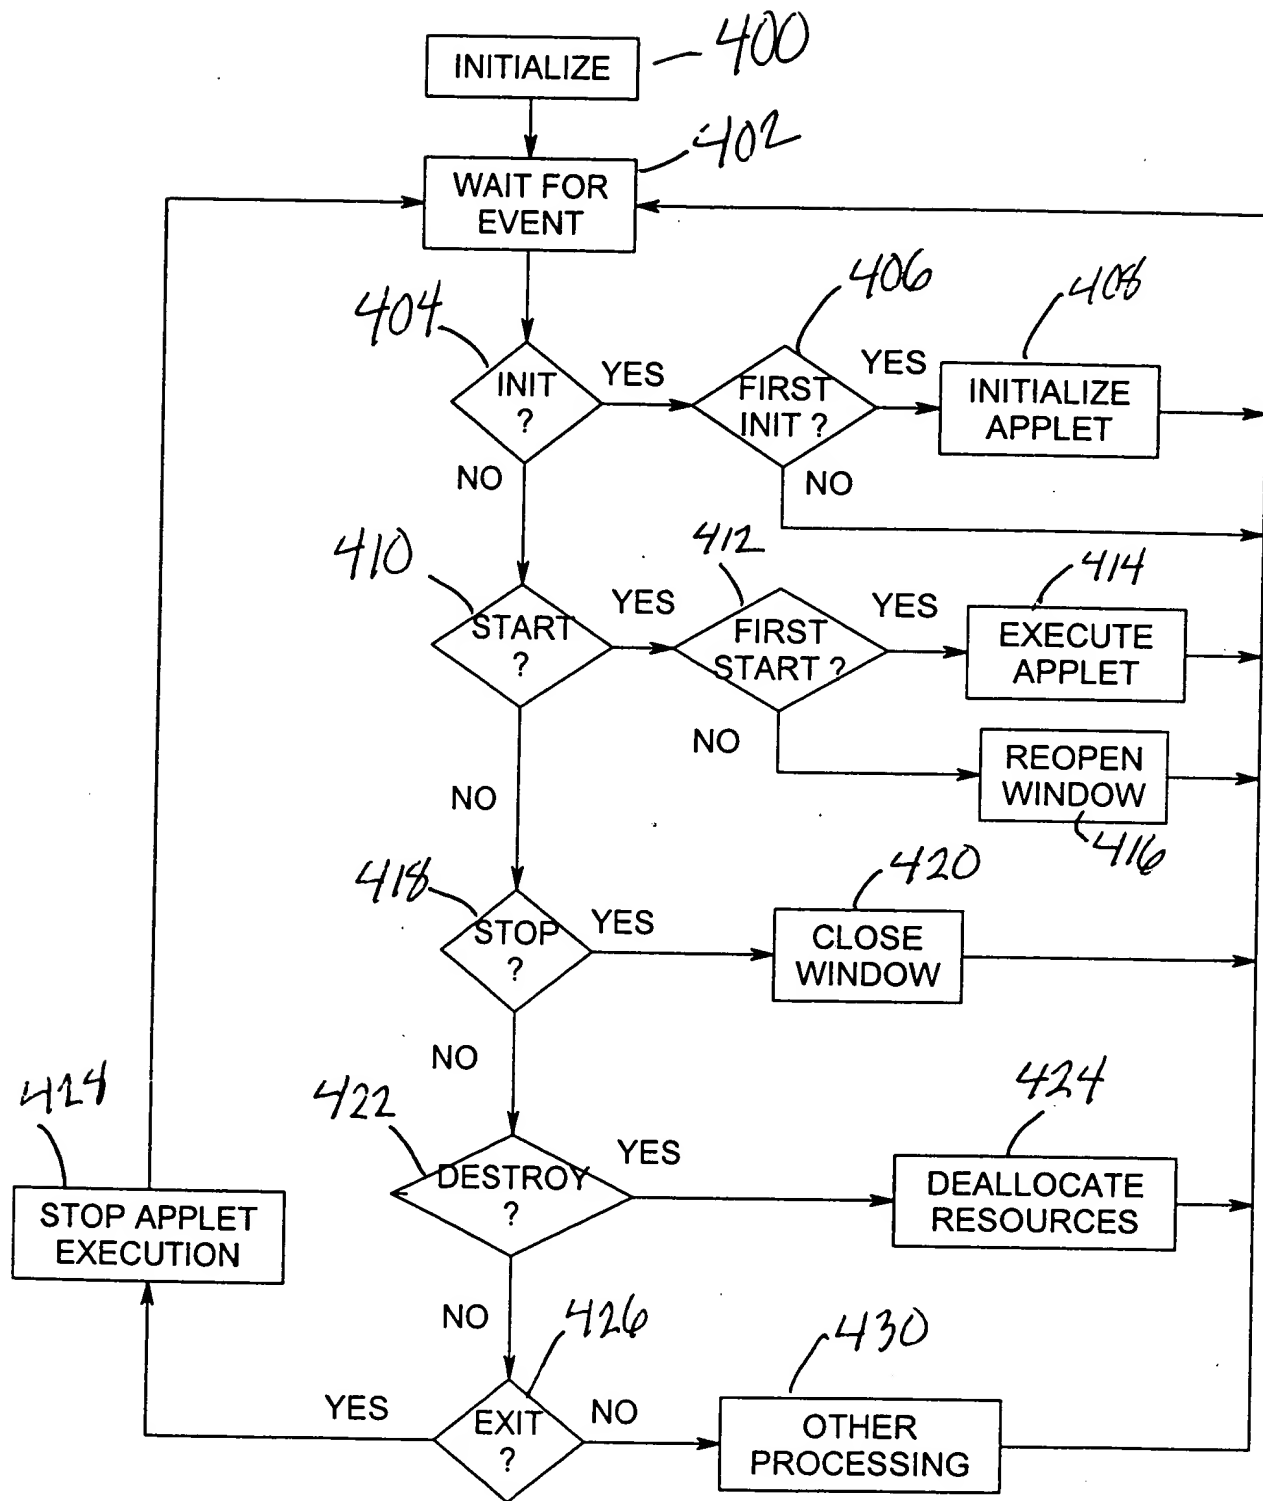 INITIALIZE
400
402
WAIT FOR
EVENT
404
INIT
?
YES
406
FIRST
INIT ?
YES
408
INITIALIZE
APPLET
NO
NO
410
START
?
YES
412
FIRST
START ?
YES
414
EXECUTE
APPLET
NO
NO
REOPEN
WINDOW
416
418
STOP
?
YES
420
CLOSE
WINDOW
NO
422
DESTROY
?
YES
424
DEALLOCATE
RESOURCES
424
STOP APPLET
EXECUTION
NO
426
EXIT
?
YES
NO
430
OTHER
PROCESSING